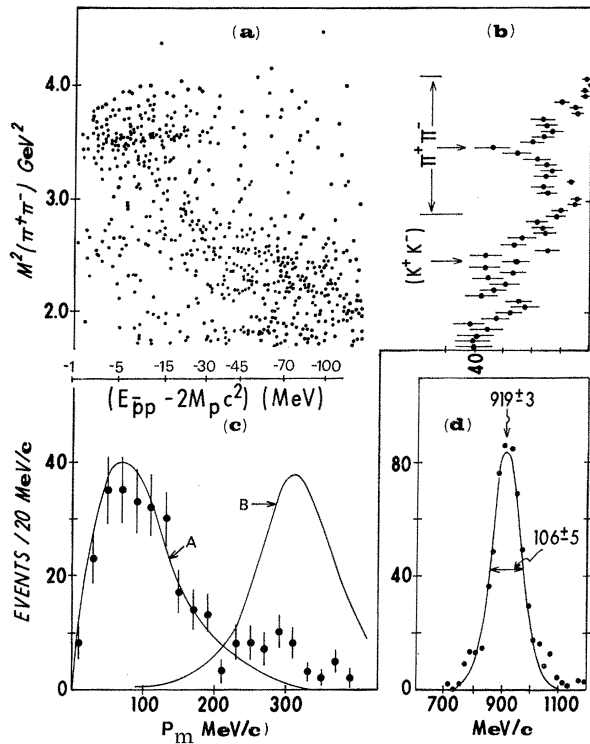 (a)
(b)
4.0
3.0
2.0
M²(π⁺π⁻) GeV²
π⁺π⁻
(K⁺ K⁻)
40
-1 -5 -15 -30 -45 -70 -100
(E_p̄p - 2M_pc²) (MeV)
(c)
(d)
EVENTS / 20 MeV/c
40
20
0
A
B
0 100 200 300
P_m MeV/c)
919±3
106±5
80
40
0
700 900 1100
MeV/c